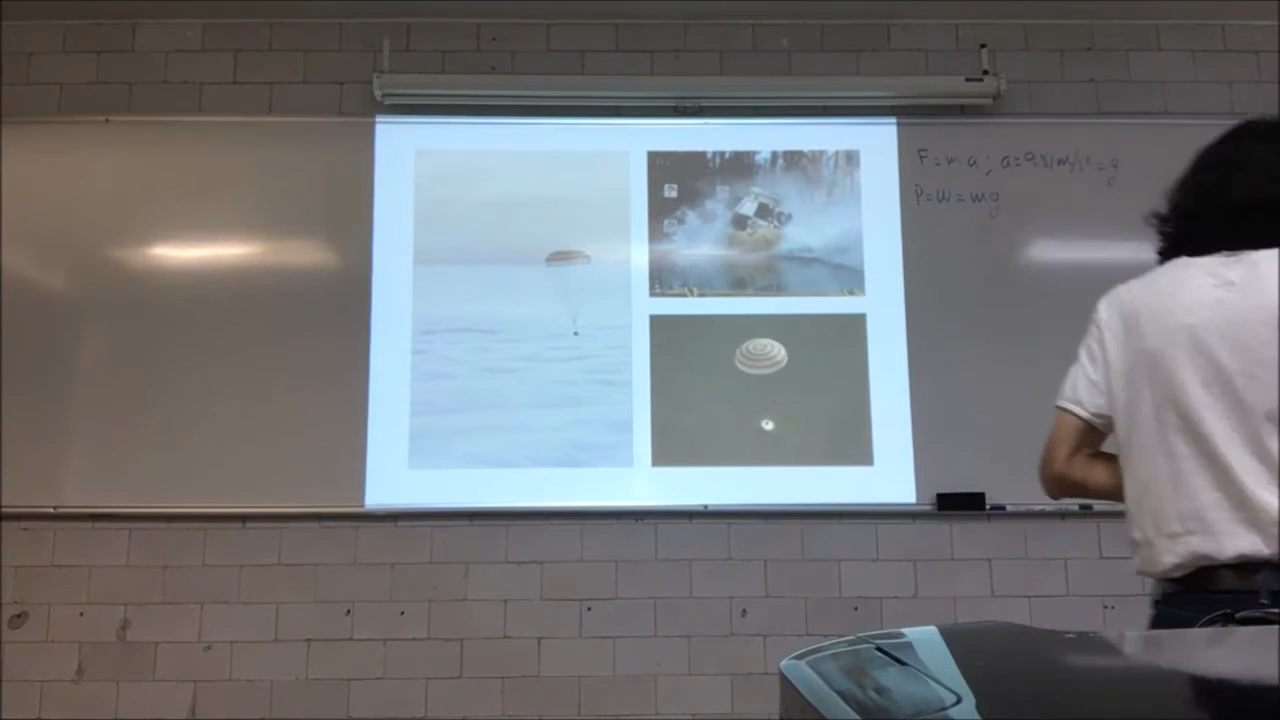 F = m a ; a = 9.81 m/s² = g
P = W = mg